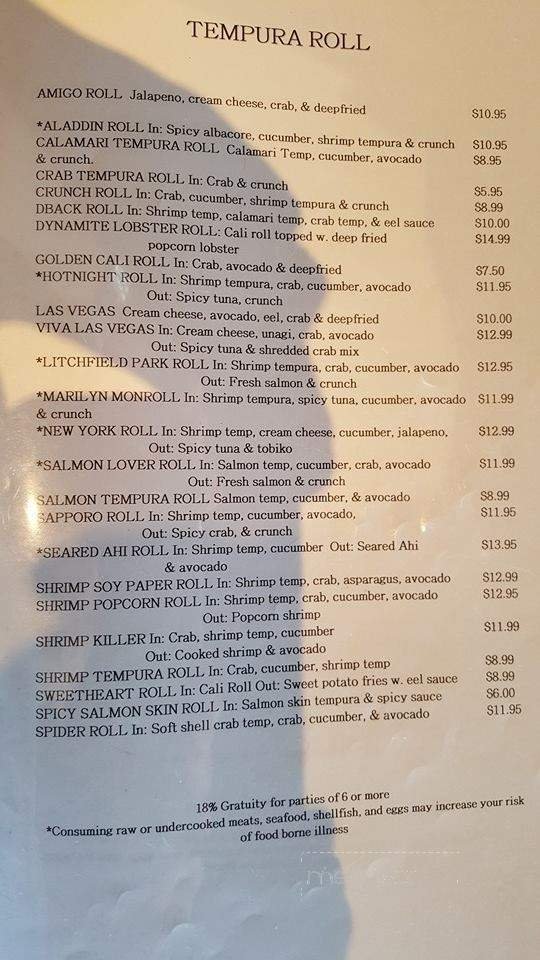 TEMPURA ROLL
AMIGO ROLL Jalapeno, cream cheese, crab, & deepfried $10.95
*ALADDIN ROLL In: Spicy albacore, cucumber, shrimp tempura & crunch $10.95
CALAMARI TEMPURA ROLL Calamari Temp, cucumber, avocado $8.95
& crunch.
CRAB TEMPURA ROLL In: Crab & crunch $5.95
CRUNCH ROLL In: Crab, cucumber, shrimp tempura & crunch $8.99
DBACK ROLL In: Shrimp temp, calamari temp, crab temp, & eel sauce $10.00
DYNAMITE LOBSTER ROLL: Cali roll topped w. deep fried $14.99
popcorn lobster
GOLDEN CALI ROLL In: Crab, avocado & deepfried $7.50
*HOTNIGHT ROLL In: Shrimp tempura, crab, cucumber, avocado $11.95
Out: Spicy tuna, crunch
LAS VEGAS Cream cheese, avocado, eel, crab & deepfried $10.00
VIVA LAS VEGAS In: Cream cheese, unagi, crab, avocado $12.99
Out: Spicy tuna & shredded crab mix
*LITCHFIELD PARK ROLL In: Shrimp tempura, crab, cucumber, avocado $12.95
Out: Fresh salmon & crunch
*MARILYN MONROLL In: Shrimp tempura, spicy tuna, cucumber, avocado $11.99
& crunch
*NEW YORK ROLL In: Shrimp temp, cream cheese, cucumber, jalapeno, $12.99
Out: Spicy tuna & tobiko
*SALMON LOVER ROLL In: Salmon temp, cucumber, crab, avocado $11.99
Out: Fresh salmon & crunch
SALMON TEMPURA ROLL Salmon temp, cucumber, & avocado $8.99
SAPPORO ROLL In: Shrimp temp, cucumber, avocado, $11.95
Out: Spicy crab, & crunch
*SEARED AHI ROLL In: Shrimp temp, cucumber Out: Seared Ahi $13.95
& avocado
SHRIMP SOY PAPER ROLL In: Shrimp temp, crab, asparagus, avocado $12.99
SHRIMP POPCORN ROLL In: Shrimp temp, crab, cucumber, avocado $12.95
Out: Popcorn shrimp
SHRIMP KILLER In: Crab, shrimp temp, cucumber $11.99
Out: Cooked shrimp & avocado
SHRIMP TEMPURA ROLL In: Crab, cucumber, shrimp temp $8.99
SWEETHEART ROLL In: Cali Roll Out: Sweet potato fries w. eel sauce $8.99
SPICY SALMON SKIN ROLL In: Salmon skin tempura & spicy sauce $6.00
SPIDER ROLL In: Soft shell crab temp, crab, cucumber, & avocado $11.95
18% Gratuity for parties of 6 or more
*Consuming raw or undercooked meats, seafood, shellfish, and eggs may increase your risk
of food borne illness